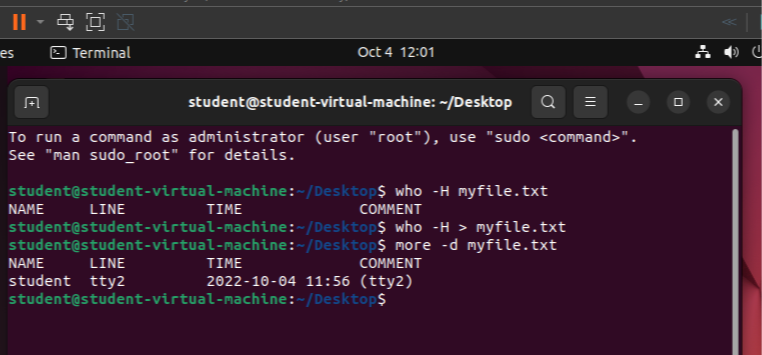 es Terminal Oct 4 12:01
student@student-virtual-machine: ~/Desktop
To run a command as administrator (user "root"), use "sudo <command>".
See "man sudo_root" for details.
student@student-virtual-machine:~/Desktop$ who -H myfile.txt
NAME     LINE         TIME             COMMENT
student@student-virtual-machine:~/Desktop$ who -H > myfile.txt
student@student-virtual-machine:~/Desktop$ more -d myfile.txt
NAME     LINE         TIME             COMMENT
student  tty2         2022-10-04 11:56 (tty2)
student@student-virtual-machine:~/Desktop$